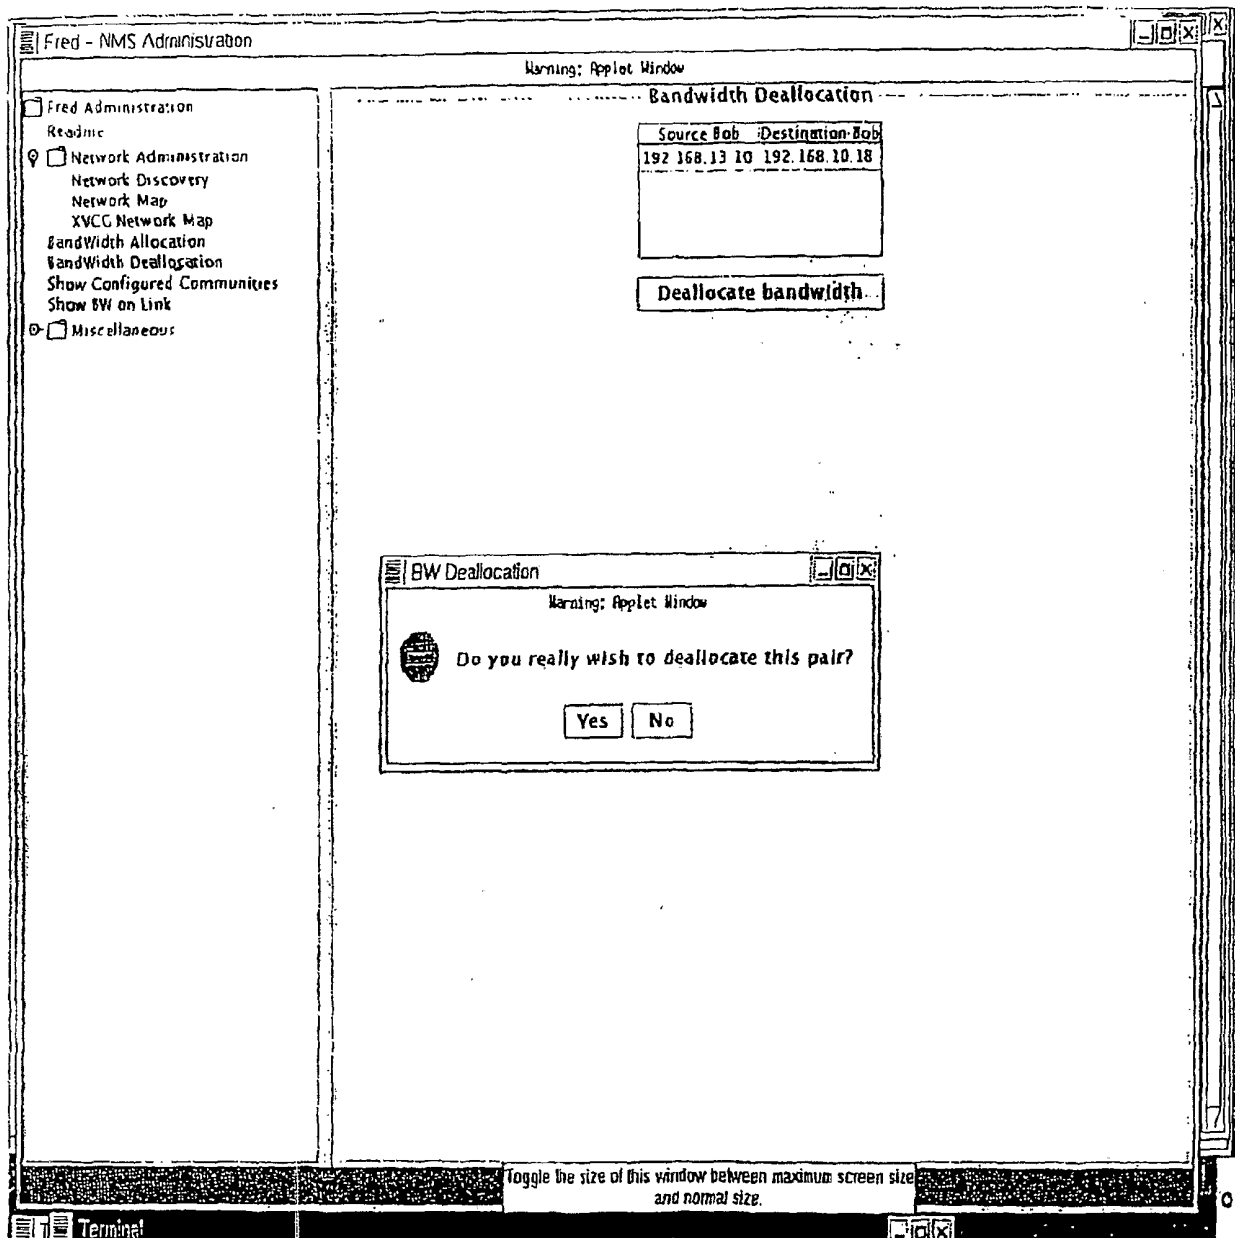 Fred - NMS Administration
Warning: Applet Window
Fred Administration
Readme
Network Administration
Network Discovery
Network Map
XVCG Network Map
BandWidth Allocation
BandWidth Deallocation
Show Configured Communities
Show BW on Link
Miscellaneous
Bandwidth Deallocation
Source Bob Destination Bob
192 168.13 10 192.168.10.18
Deallocate bandwidth
BW Deallocation
Warning: Applet Window
Do you really wish to deallocate this pair?
Yes No
Toggle the size of this window between maximum screen size
and normal size.
Terminal